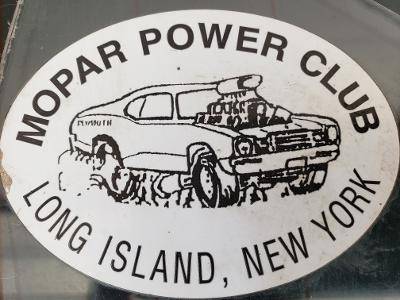 MOPAR POWER CLUB
PLYMOUTH
LONG ISLAND, NEW YORK